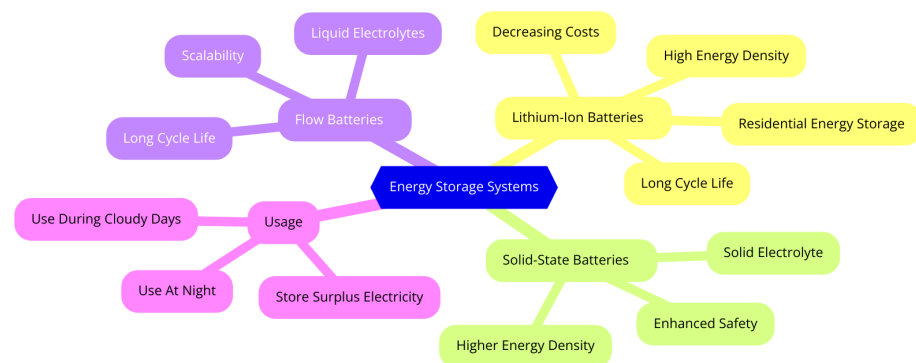 Energy Storage Systems
Lithium-Ion Batteries
Decreasing Costs
High Energy Density
Residential Energy Storage
Long Cycle Life
Solid-State Batteries
Solid Electrolyte
Enhanced Safety
Higher Energy Density
Usage
Store Surplus Electricity
Use At Night
Use During Cloudy Days
Flow Batteries
Long Cycle Life
Scalability
Liquid Electrolytes